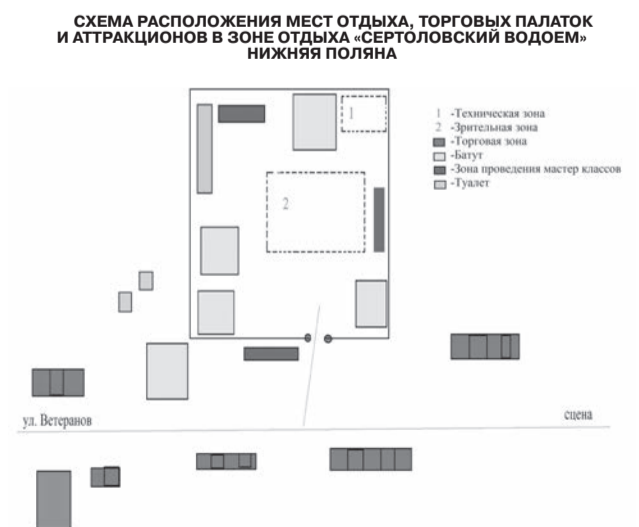 СХЕМА РАСПОЛОЖЕНИЯ МЕСТ ОТДЫХА, ТОРГОВЫХ ПАЛАТОК
И АТТРАКЦИОНОВ В ЗОНЕ ОТДЫХА «СЕРТОЛОВСКИЙ ВОДОЕМ»
НИЖНЯЯ ПОЛЯНА
1
1 -Техническая зона
2 -Зрительная зона
-Торговая зона
-Батут
-Зона проведения мастер классов
-Туалет
2
ул. Ветеранов
сцена